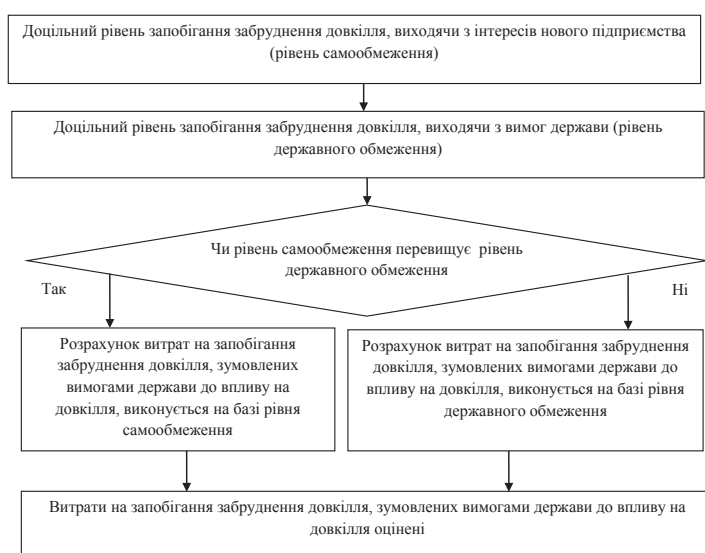 Доцільний рівень запобігання забруднення довкілля, виходячи з інтересів нового підприємства
(рівень самообмеження)
Доцільний рівень запобігання забруднення довкілля, виходячи з вимог держави (рівень
державного обмеження)
Чи рівень самообмеження перевищує рівень
державного обмеження
Так
Ні
Розрахунок витрат на запобігання
забруднення довкілля, зумовлених
вимогами держави до впливу на
довкілля, виконується на базі рівня
самообмеження
Розрахунок витрат на запобігання забруднення
довкілля, зумовлених вимогами держави до
впливу на довкілля, виконується на базі рівня
державного обмеження
Витрати на запобігання забруднення довкілля, зумовлених вимогами держави до впливу на
довкілля оцінені